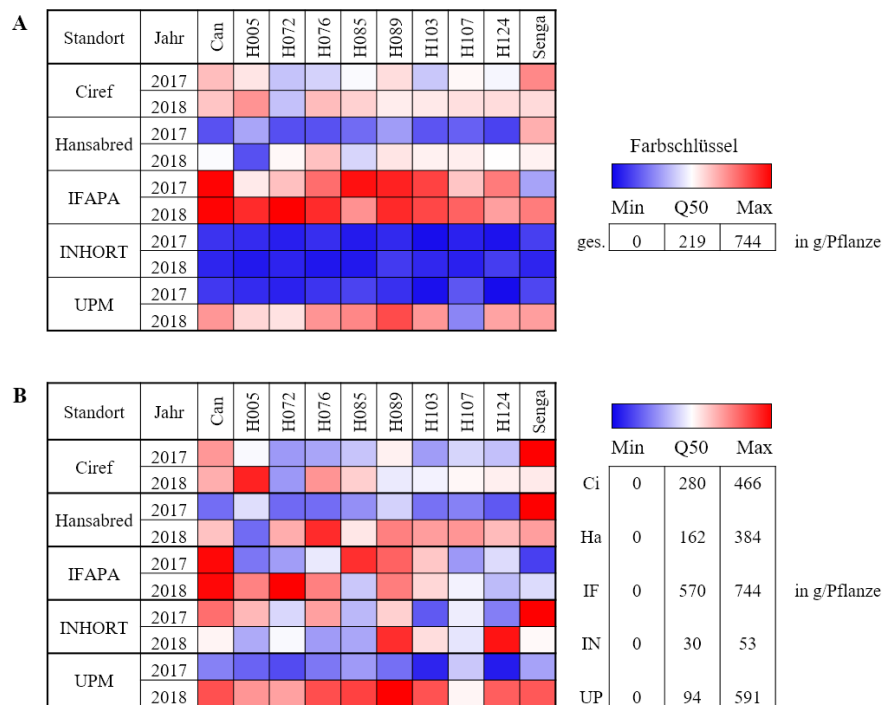 A
Standort Jahr Can H005 H072 H076 H085 H089 H103 H107 H124 Senga
Ciref 2017
2018
Hansabred 2017
2018
IFAPA 2017
2018
INHORT 2017
2018
UPM 2017
2018
Farbschlüssel
Min Q50 Max
ges. 0 219 744 in g/Pflanze
B
Standort Jahr Can H005 H072 H076 H085 H089 H103 H107 H124 Senga
Ciref 2017
2018
Hansabred 2017
2018
IFAPA 2017
2018
INHORT 2017
2018
UPM 2017
2018
Min Q50 Max
Ci 0 280 466
Ha 0 162 384
IF 0 570 744 in g/Pflanze
IN 0 30 53
UP 0 94 591